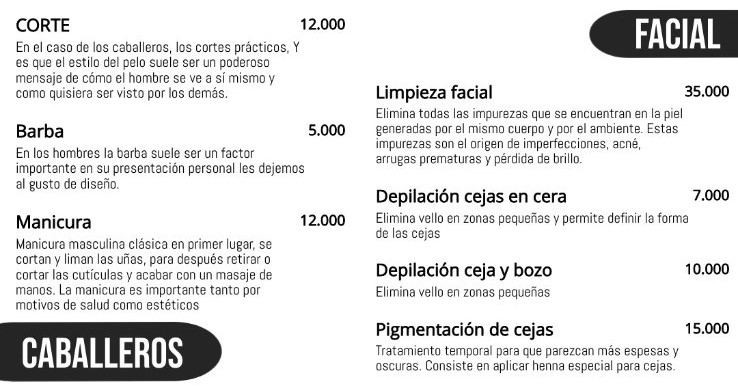 CORTE 12.000
En el caso de los caballeros, los cortes prácticos, Y
es que el estilo del pelo suele ser un poderoso
mensaje de cómo el hombre se ve a sí mismo y
como quisiera ser visto por los demás.
Barba 5.000
En los hombres la barba suele ser un factor
importante en su presentación personal les dejemos
al gusto de diseño.
Manicura 12.000
Manicura masculina clásica en primer lugar, se
cortan y liman las uñas, para después retirar o
cortar las cutículas y acabar con un masaje de
manos. La manicura es importante tanto por
motivos de salud como estéticos
CABALLEROS
FACIAL
Limpieza facial 35.000
Elimina todas las impurezas que se encuentran en la piel
generadas por el mismo cuerpo y por el ambiente. Estas
impurezas son el origen de imperfecciones, acné,
arrugas prematuras y pérdida de brillo.
Depilación cejas en cera 7.000
Elimina vello en zonas pequeñas y permite definir la forma
de las cejas
Depilación ceja y bozo 10.000
Elimina vello en zonas pequeñas
Pigmentación de cejas 15.000
Tratamiento temporal para que parezcan más espesas y
oscuras. Consiste en aplicar henna especial para cejas.